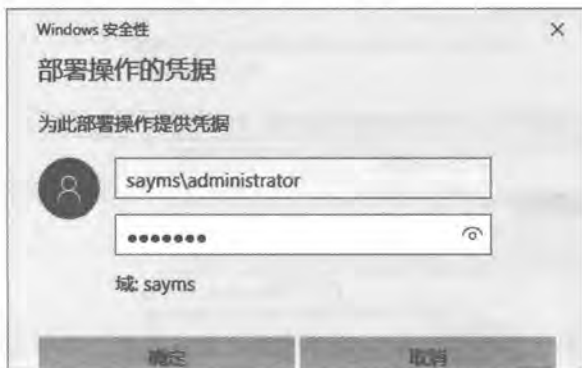 Windows 安全性
部署操作的凭据
为此部署操作提供凭据
sayms\administrator
●●●●●●●
域: sayms
确定
取消